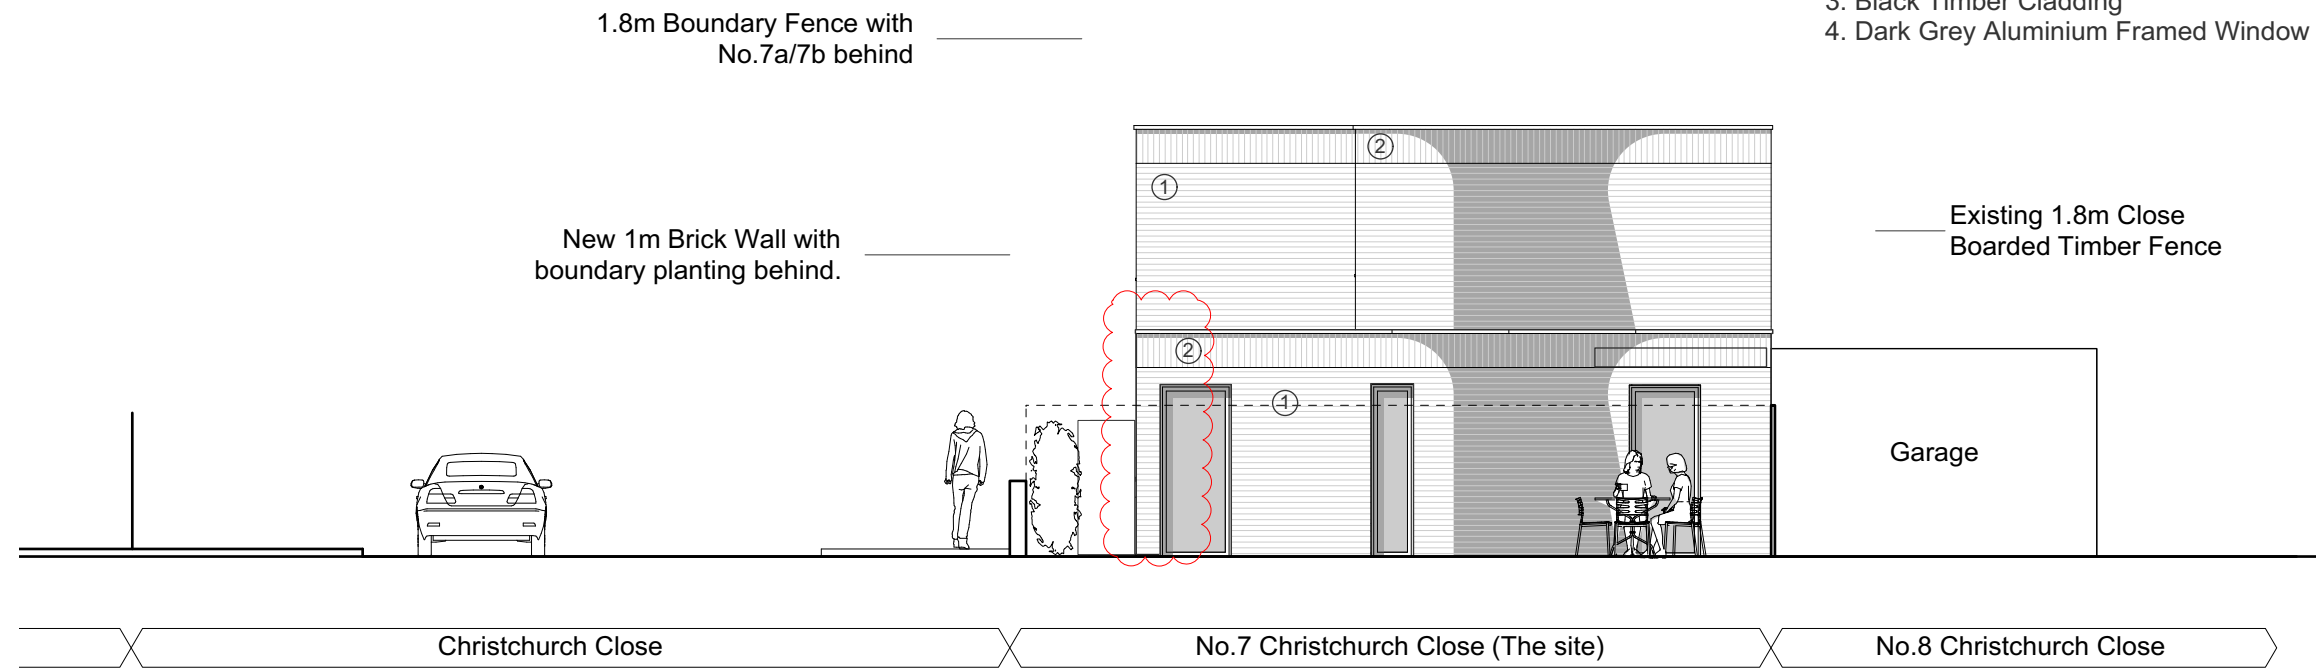 3. Black Timber Cladding
4. Dark Grey Aluminium Framed Window
1.8m Boundary Fence with
No.7a/7b behind
2
1
New 1m Brick Wall with
boundary planting behind.
Existing 1.8m Close
Boarded Timber Fence
2
1
Garage
Christchurch Close
No.7 Christchurch Close (The site)
No.8 Christchurch Close